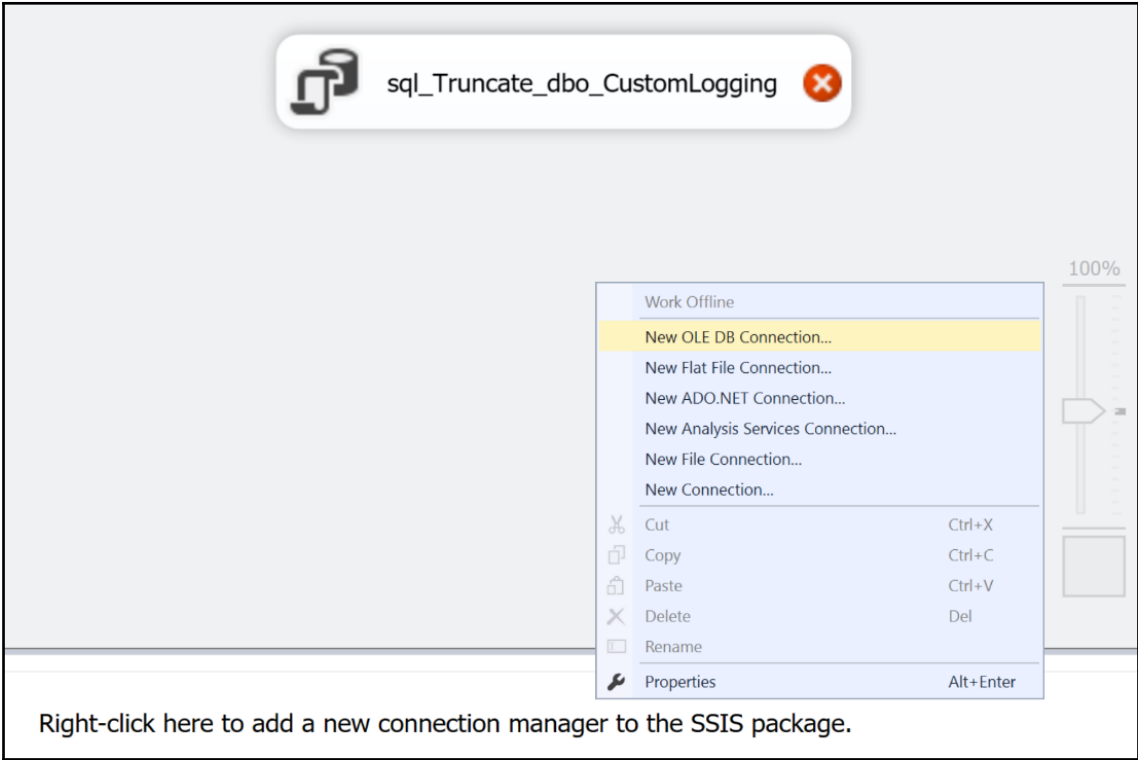 sql_Truncate_dbo_CustomLogging
100%
Work Offline
New OLE DB Connection...
New Flat File Connection...
New ADO.NET Connection...
New Analysis Services Connection...
New File Connection...
New Connection...
Cut Ctrl+X
Copy Ctrl+C
Paste Ctrl+V
Delete Del
Rename
Properties Alt+Enter
Right-click here to add a new connection manager to the SSIS package.